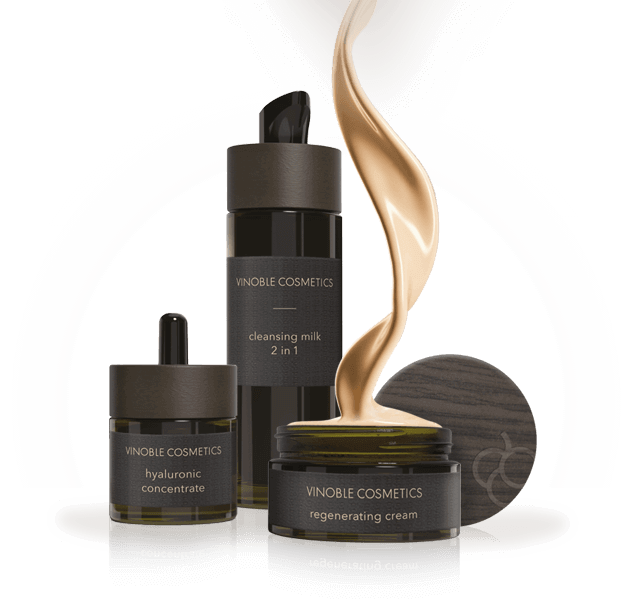 VINOBLE COSMETICS
cleansing milk
2 in 1
VINOBLE COSMETICS
hyaluronic
concentrate
VINOBLE COSMETICS
regenerating cream